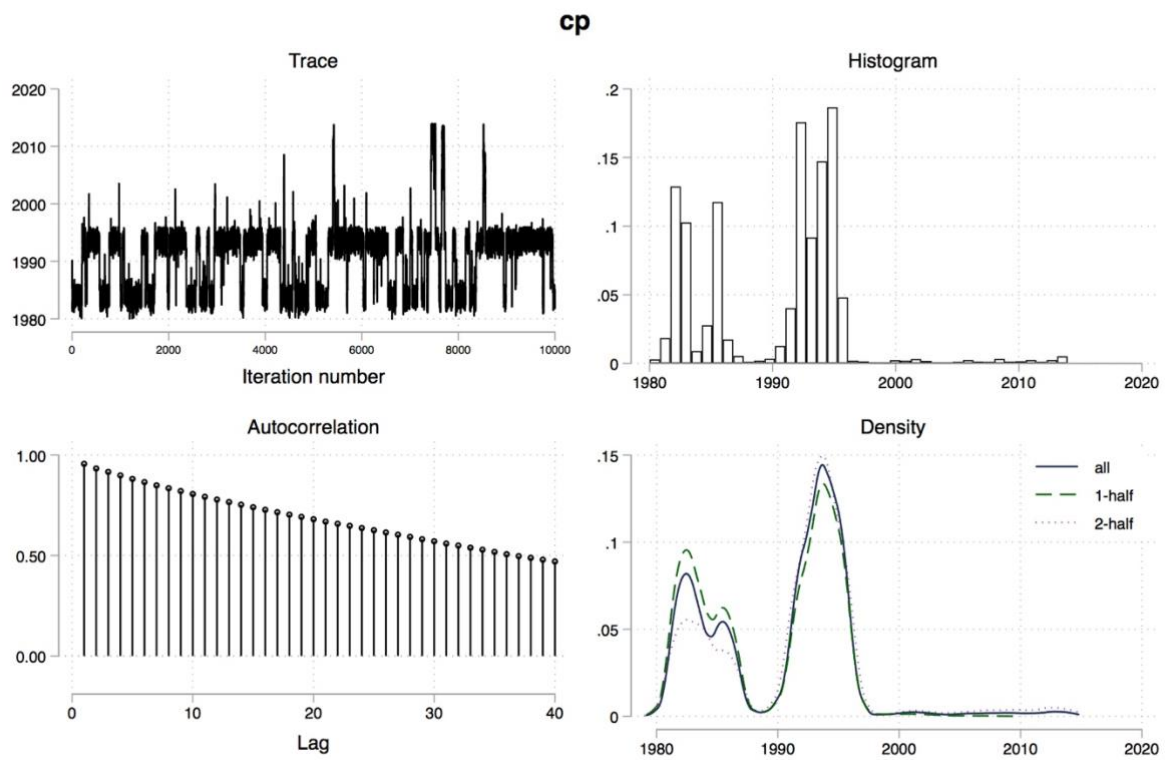 cp
Trace
2020
2010
2000
1990
1980
0 2000 4000 6000 8000 10000
Iteration number
Histogram
.2
.15
.1
.05
0
1980 1990 2000 2010 2020
Autocorrelation
1.00
0.50
0.00
0 10 20 30 40
Lag
Density
.15
.1
.05
0
all
1-half
2-half
1980 1990 2000 2010 2020